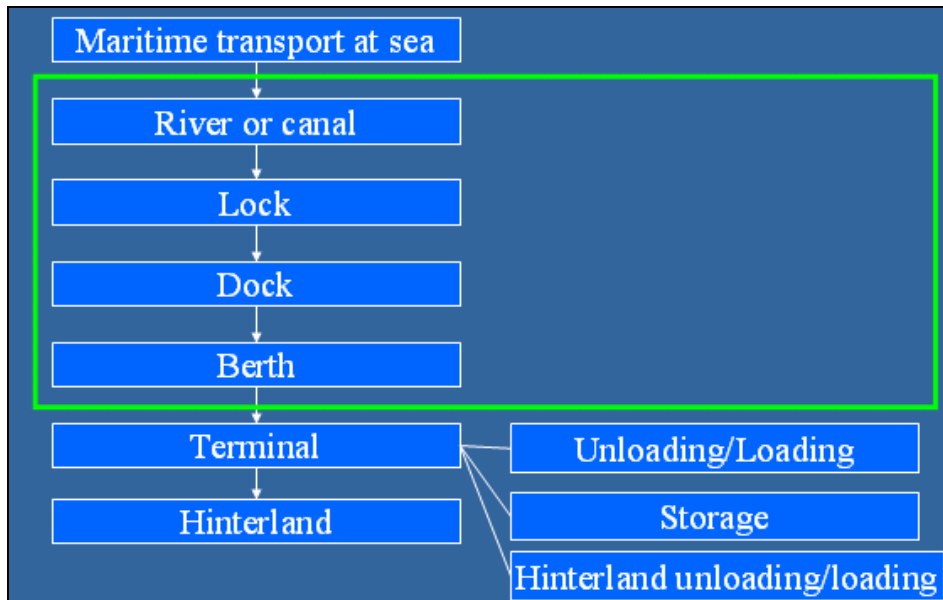 Maritime transport at sea
River or canal
Lock
Dock
Berth
Terminal
Unloading/Loading
Hinterland
Storage
Hinterland unloading/loading